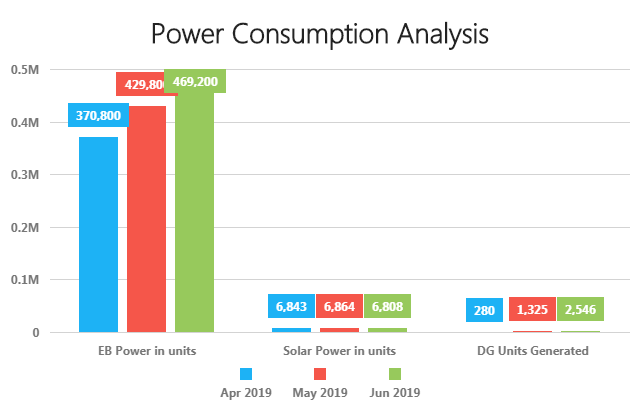 Power Consumption Analysis
0.5M
0.4M
0.3M
0.2M
0.1M
0
370,800
429,800
469,200
6,843
6,864
6,808
280
1,325
2,546
EB Power in units
Solar Power in units
DG Units Generated
Apr 2019
May 2019
Jun 2019